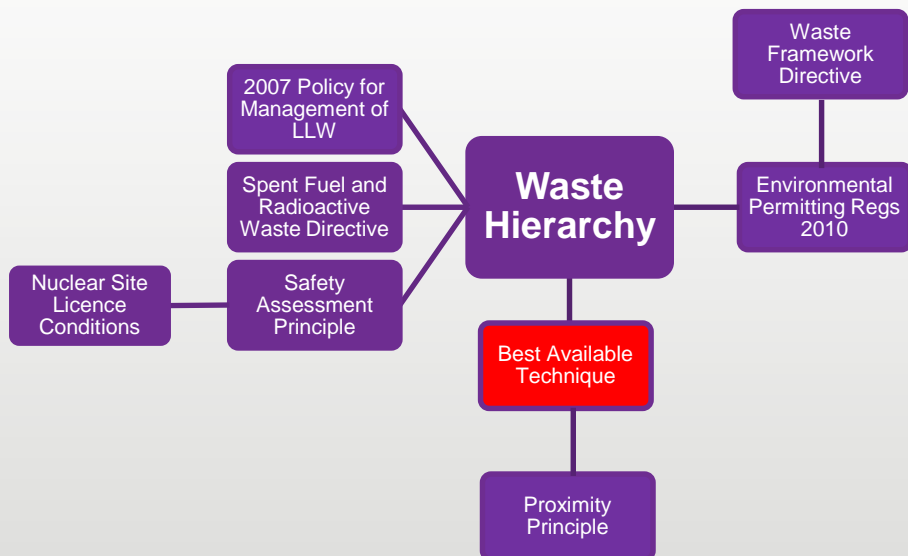 Waste
Framework
Directive
2007 Policy for
Management of
LLW
Waste
Hierarchy
Spent Fuel and
Radioactive
Waste Directive
Environmental
Permitting Regs
2010
Nuclear Site
Licence
Conditions
Safety
Assessment
Principle
Best Available
Technique
Proximity
Principle